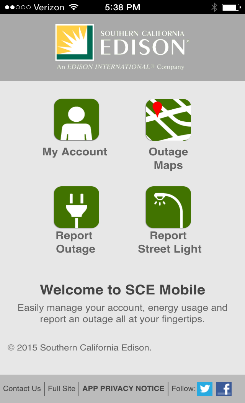 Verizon 5:38 PM
SOUTHERN CALIFORNIA
EDISON
An EDISON INTERNATIONAL® Company
My Account
Outage
Maps
Report
Outage
Report
Street Light
Welcome to SCE Mobile
Easily manage your account, energy usage and
report an outage all at your fingertips.
© 2015 Southern California Edison.
Contact Us | Full Site | APP PRIVACY NOTICE | Follow: